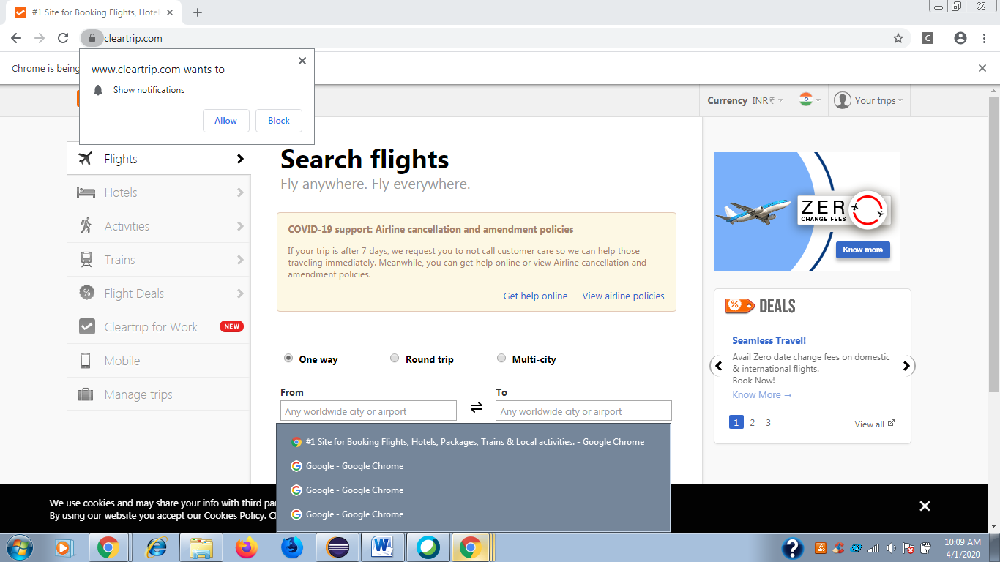 #1 Site for Booking Flights, Hote
cleartrip.com
C
Chrome is being
www.cleartrip.com wants to
Show notifications
Allow
Block
Currency INR₹
Your trips
Flights
Hotels
Activities
Trains
Flight Deals
Cleartrip for Work NEW
Mobile
Manage trips
Search flights
Fly anywhere. Fly everywhere.
COVID-19 support: Airline cancellation and amendment policies
If your trip is after 7 days, we request you to not call customer care so we can help those
traveling immediately. Meanwhile, you can get help online or view Airline cancellation and
amendment policies.
Get help online View airline policies
One way Round trip Multi-city
From To
Any worldwide city or airport Any worldwide city or airport
ZERO
CHANGE FEES
Know more
DEALS
Seamless Travel!
Avail Zero date change fees on domestic
& international flights.
Book Now!
Know More →
1 2 3 View all
#1 Site for Booking Flights, Hotels, Packages, Trains & Local activities. - Google Chrome
Google - Google Chrome
Google - Google Chrome
Google - Google Chrome
We use cookies and may share your info with third
By using our website you accept our Cookies Policy.
10:09 AM
4/1/2020